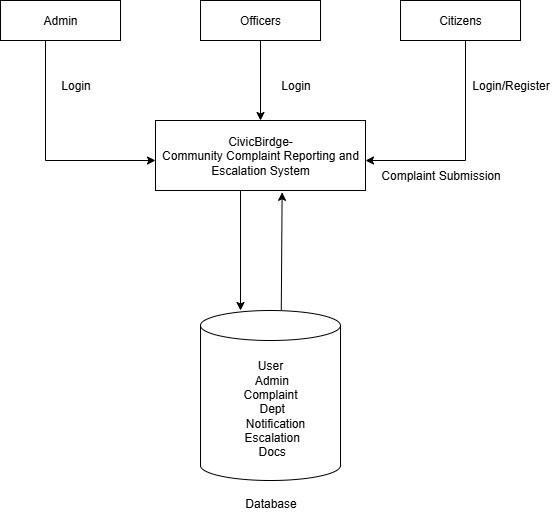 Admin
Officers
Citizens
Login
Login
Login/Register
CivicBirdge-
Community Complaint Reporting and
Escalation System
Complaint Submission
User
Admin
Complaint
Dept
Notification
Escalation
Docs
Database